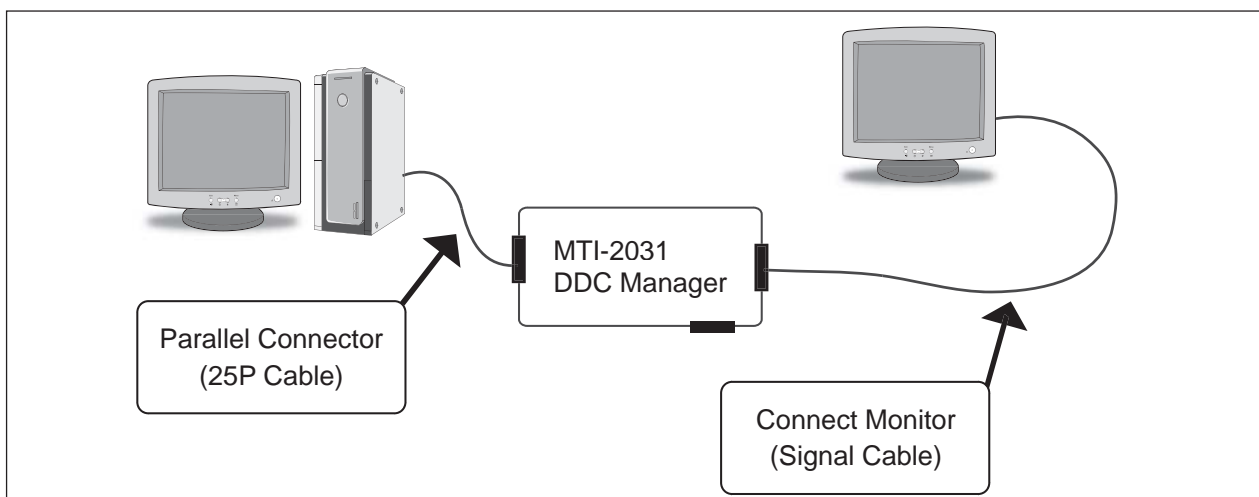 MTI-2031
DDC Manager
Parallel Connector
(25P Cable)
Connect Monitor
(Signal Cable)